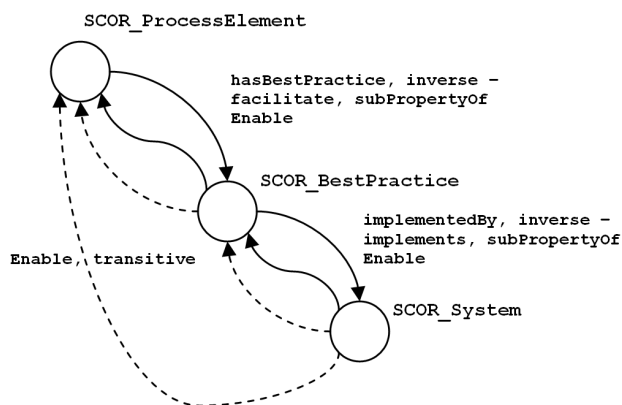 SCOR_ProcessElement
hasBestPractice, inverse –
facilitate, subPropertyOf
Enable
SCOR_BestPractice
implementedBy, inverse –
implements, subPropertyOf
Enable
Enable, transitive
SCOR_System